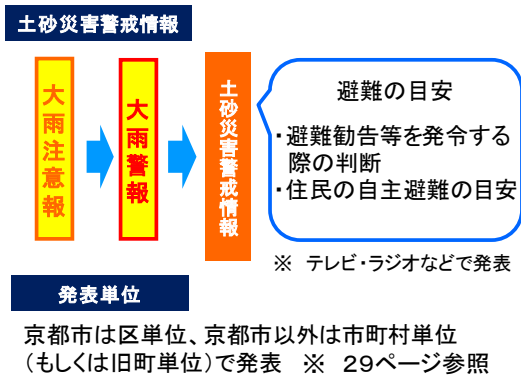 土砂災害警戒情報
大雨注意報
大雨警報
土砂災害警戒情報
避難の目安
・避難勧告等を発令する
際の判断
・住民の自主避難の目安
※ テレビ・ラジオなどで発表
発表単位
京都市は区単位、京都市以外は市町村単位
(もしくは旧町単位)で発表 ※ 29ページ参照